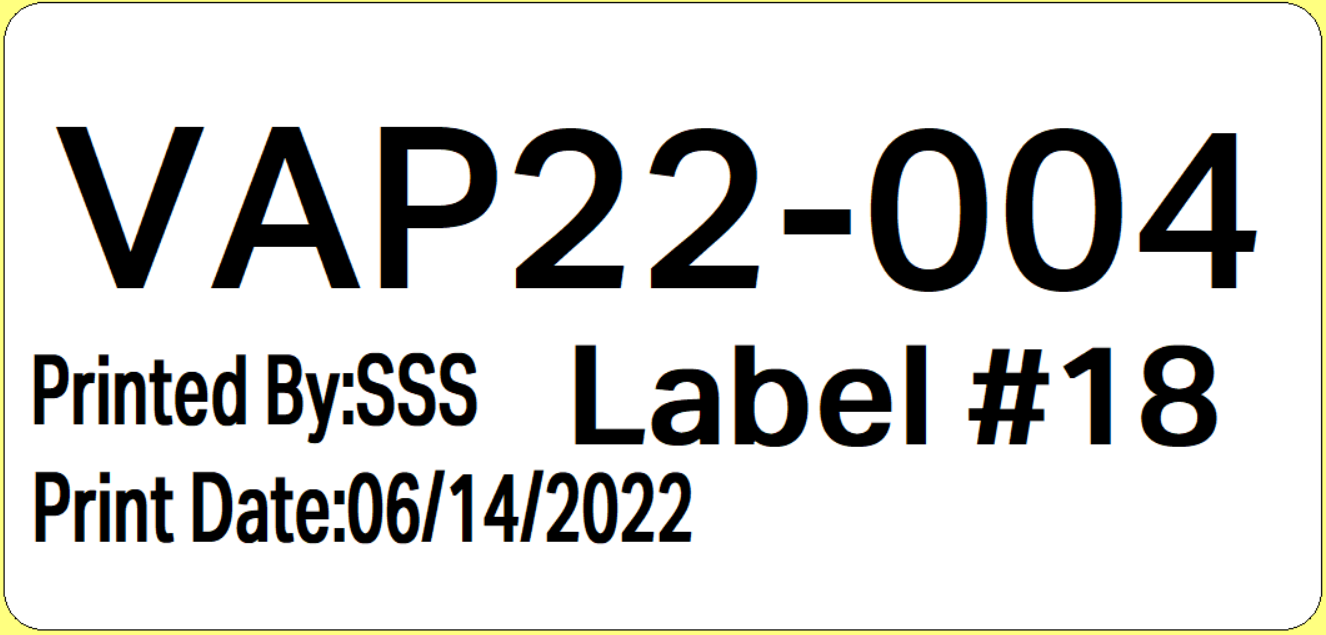 VAP22-004
Printed By:SSS
Label #18
Print Date:06/14/2022